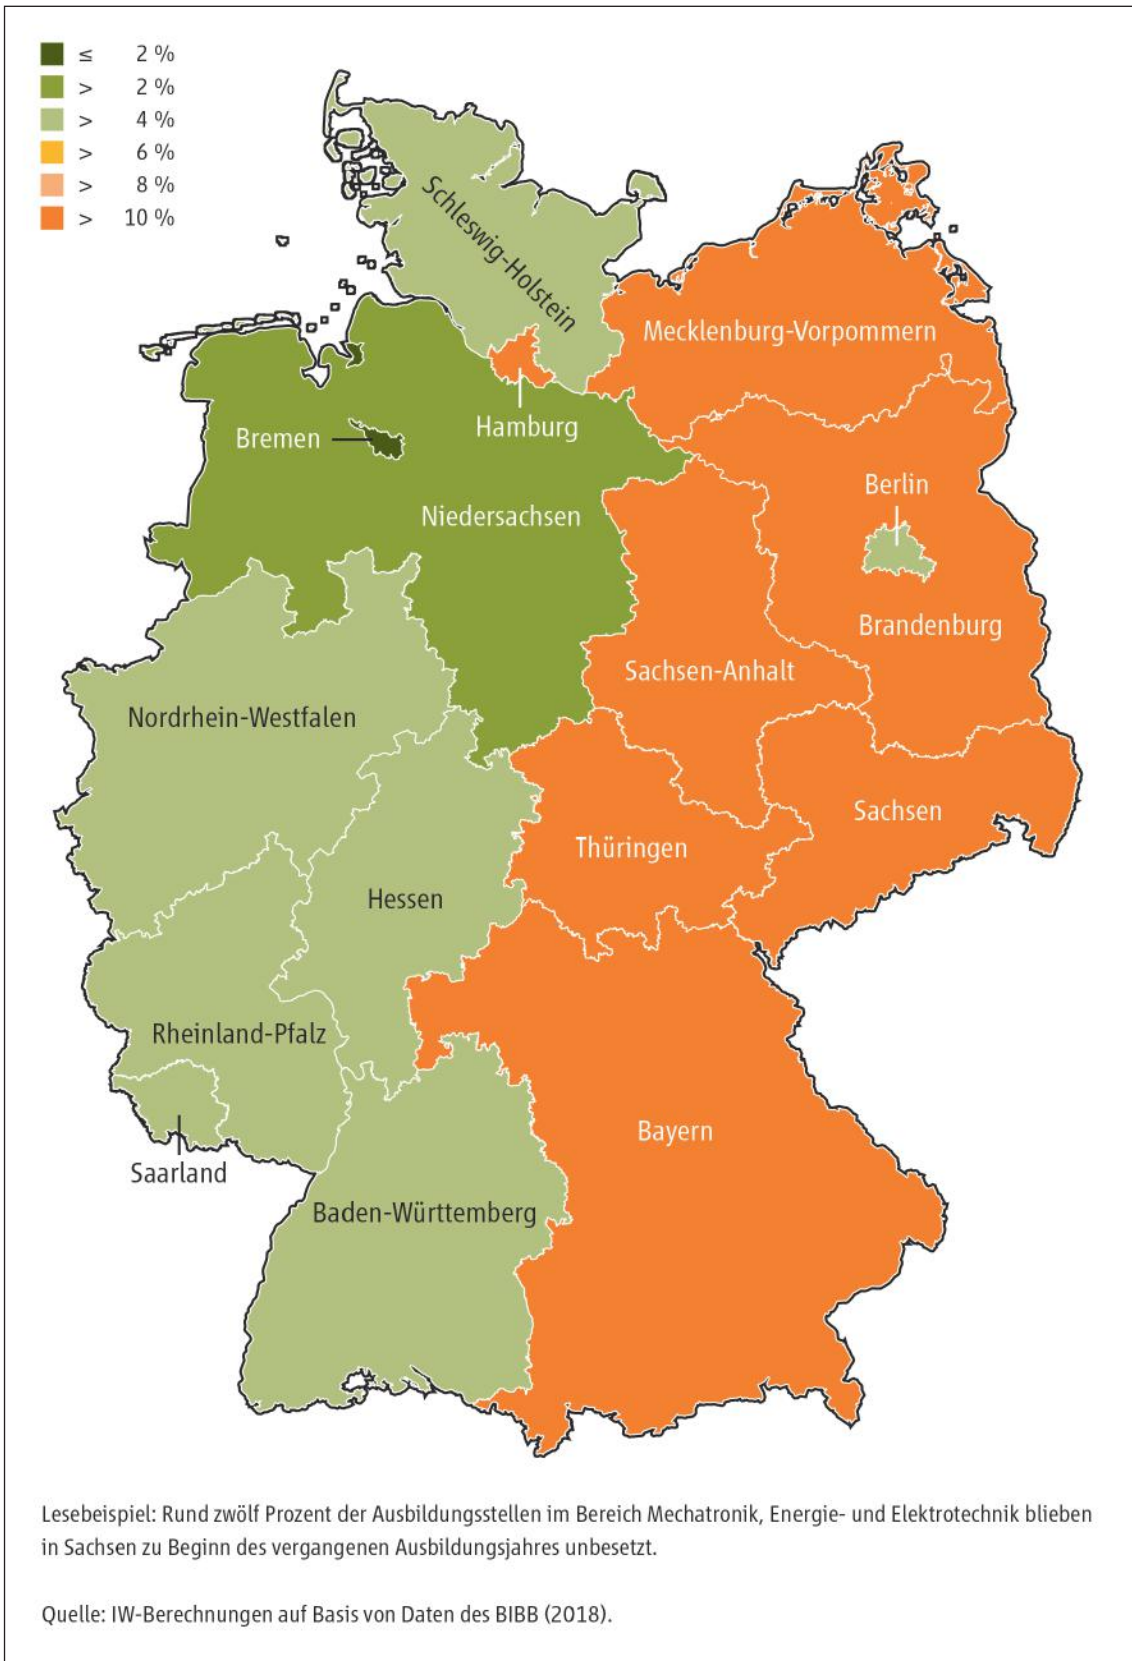 ≤ 2 %
> 2 %
> 4 %
> 6 %
> 8 %
> 10 %
Schleswig-Holstein
Mecklenburg-Vorpommern
Hamburg
Bremen
Berlin
Niedersachsen
Brandenburg
Sachsen-Anhalt
Nordrhein-Westfalen
Sachsen
Thüringen
Hessen
Rheinland-Pfalz
Bayern
Saarland
Baden-Württemberg
Lesebeispiel: Rund zwölf Prozent der Ausbildungsstellen im Bereich Mechatronik, Energie- und Elektrotechnik blieben
in Sachsen zu Beginn des vergangenen Ausbildungsjahres unbesetzt.
Quelle: IW-Berechnungen auf Basis von Daten des BIBB (2018).